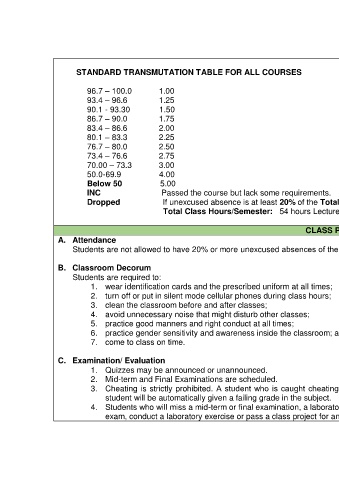 STANDARD TRANSMUTATION TABLE FOR ALL COURSES
96.7 – 100.0 1.00
93.4 – 96.6 1.25
90.1 - 93.30 1.50
86.7 – 90.0 1.75
83.4 – 86.6 2.00
80.1 – 83.3 2.25
76.7 – 80.0 2.50
73.4 – 76.6 2.75
70.00 – 73.3 3.00
50.0-69.9 4.00
Below 50 5.00
INC Passed the course but lack some requirements.
Dropped If unexcused absence is at least 20% of the Total
Total Class Hours/Semester: 54 hours Lecture
CLASS P
A. Attendance
Students are not allowed to have 20% or more unexcused absences of the
B. Classroom Decorum
Students are required to:
1. wear identification cards and the prescribed uniform at all times;
2. turn off or put in silent mode cellular phones during class hours;
3. clean the classroom before and after classes;
4. avoid unnecessary noise that might disturb other classes;
5. practice good manners and right conduct at all times;
6. practice gender sensitivity and awareness inside the classroom; a
7. come to class on time.
C. Examination/ Evaluation
1. Quizzes may be announced or unannounced.
2. Mid-term and Final Examinations are scheduled.
3. Cheating is strictly prohibited. A student who is caught cheating
student will be automatically given a failing grade in the subject.
4. Students who will miss a mid-term or final examination, a laborato
exam, conduct a laboratory exercise or pass a class project for an